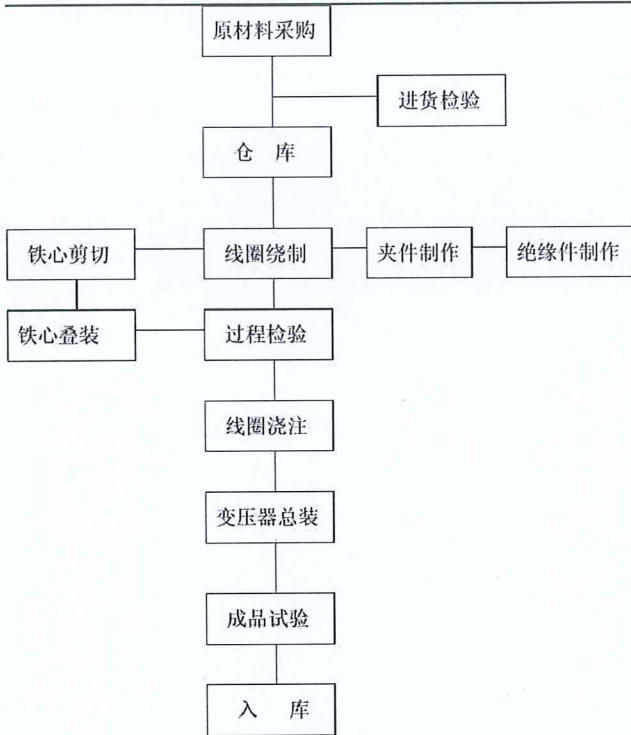 原材料采购
进货检验
仓 库
铁心剪切
线圈绕制
夹件制作
绝缘件制作
铁心叠装
过程检验
线圈浇注
变压器总装
成品试验
入 库